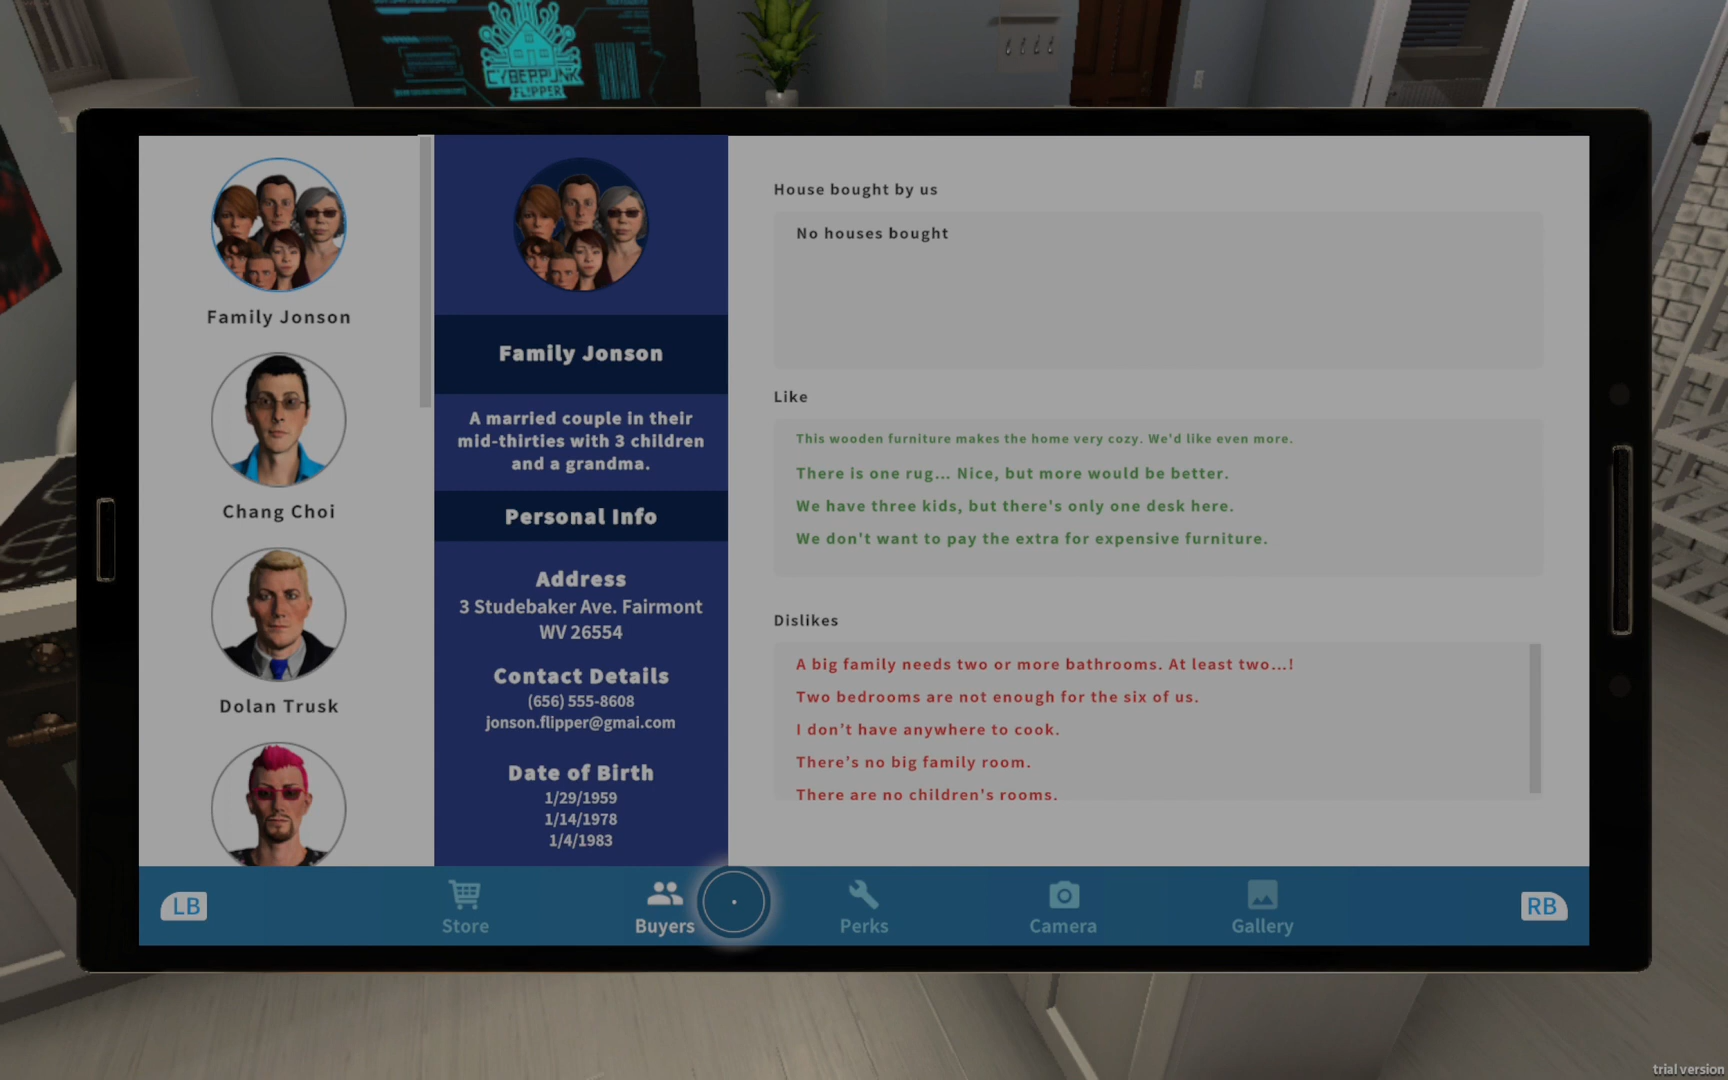 CYBERPUNK
FLIPPER
Family Jonson
Chang Choi
Dolan Trusk
Family Jonson
A married couple in their
mid-thirties with 3 children
and a grandma.
Personal Info
Address
3 Studebaker Ave. Fairmont
WV 26554
Contact Details
(656) 555-8608
jonson.flipper@gmai.com
Date of Birth
1/29/1959
1/14/1978
1/4/1983
House bought by us
No houses bought
Like
This wooden furniture makes the home very cozy. We'd like even more.
There is one rug... Nice, but more would be better.
We have three kids, but there's only one desk here.
We don't want to pay the extra for expensive furniture.
Dislikes
A big family needs two or more bathrooms. At least two...!
Two bedrooms are not enough for the six of us.
I don't have anywhere to cook.
There's no big family room.
There are no children's rooms.
LB
Store
Buyers
Perks
Camera
Gallery
RB
trial version